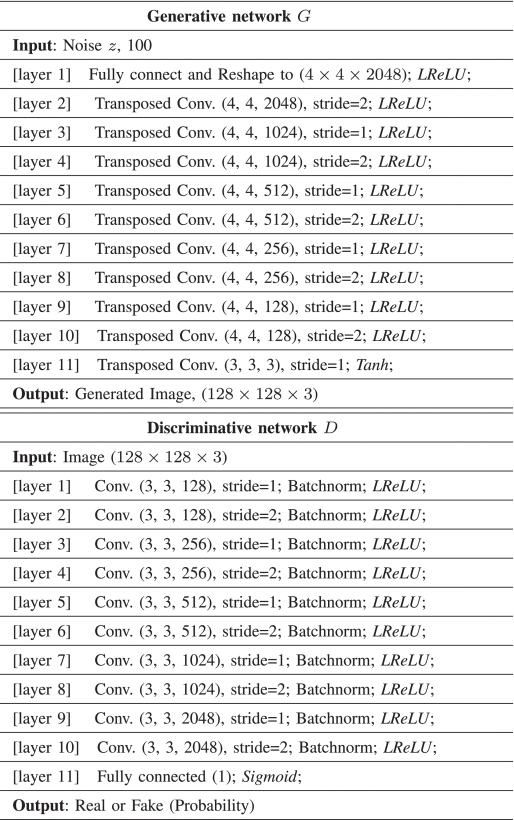 Generative network G
Input: Noise z, 100
[layer 1] Fully connect and Reshape to (4 × 4 × 2048); LReLU;
[layer 2] Transposed Conv. (4, 4, 2048), stride=2; LReLU;
[layer 3] Transposed Conv. (4, 4, 1024), stride=1; LReLU;
[layer 4] Transposed Conv. (4, 4, 1024), stride=2; LReLU;
[layer 5] Transposed Conv. (4, 4, 512), stride=1; LReLU;
[layer 6] Transposed Conv. (4, 4, 512), stride=2; LReLU;
[layer 7] Transposed Conv. (4, 4, 256), stride=1; LReLU;
[layer 8] Transposed Conv. (4, 4, 256), stride=2; LReLU;
[layer 9] Transposed Conv. (4, 4, 128), stride=1; LReLU;
[layer 10] Transposed Conv. (4, 4, 128), stride=2; LReLU;
[layer 11] Transposed Conv. (3, 3, 3), stride=1; Tanh;
Output: Generated Image, (128 × 128 × 3)
Discriminative network D
Input: Image (128 × 128 × 3)
[layer 1] Conv. (3, 3, 128), stride=1; Batchnorm; LReLU;
[layer 2] Conv. (3, 3, 128), stride=2; Batchnorm; LReLU;
[layer 3] Conv. (3, 3, 256), stride=1; Batchnorm; LReLU;
[layer 4] Conv. (3, 3, 256), stride=2; Batchnorm; LReLU;
[layer 5] Conv. (3, 3, 512), stride=1; Batchnorm; LReLU;
[layer 6] Conv. (3, 3, 512), stride=2; Batchnorm; LReLU;
[layer 7] Conv. (3, 3, 1024), stride=1; Batchnorm; LReLU;
[layer 8] Conv. (3, 3, 1024), stride=2; Batchnorm; LReLU;
[layer 9] Conv. (3, 3, 2048), stride=1; Batchnorm; LReLU;
[layer 10] Conv. (3, 3, 2048), stride=2; Batchnorm; LReLU;
[layer 11] Fully connected (1); Sigmoid;
Output: Real or Fake (Probability)